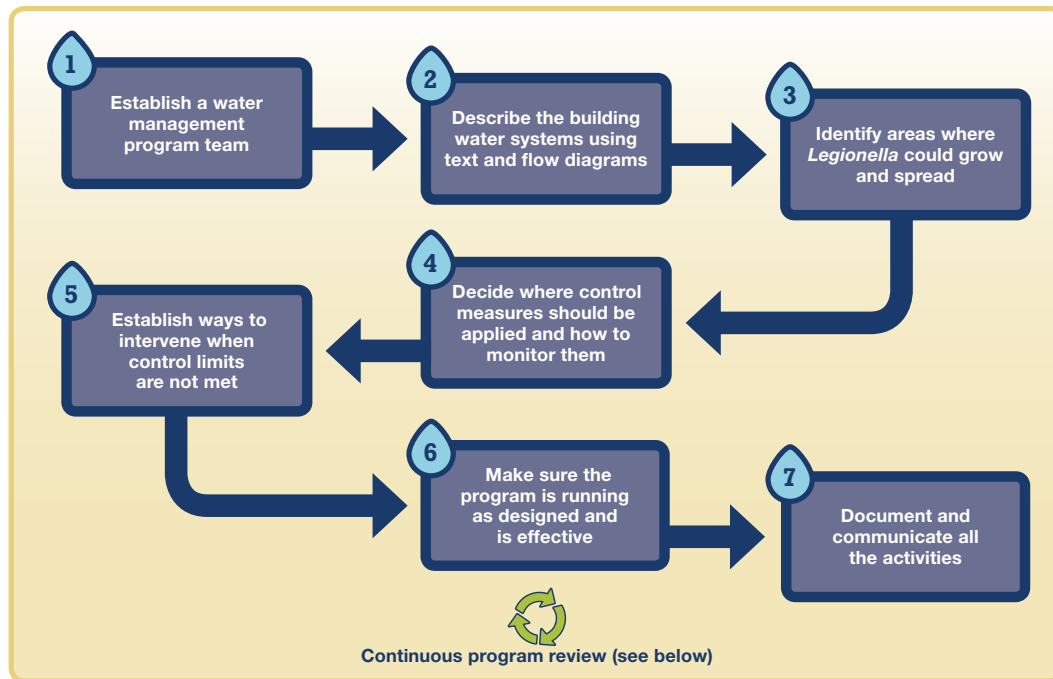 1
Establish a water
management
program team
2
Describe the building
water systems using
text and flow diagrams
3
Identify areas where
Legionella could grow
and spread
4
Decide where control
measures should be
applied and how to
monitor them
5
Establish ways to
intervene when
control limits
are not met
6
Make sure the
program is running
as designed and
is effective
7
Document and
communicate all
the activities
Continuous program review (see below)